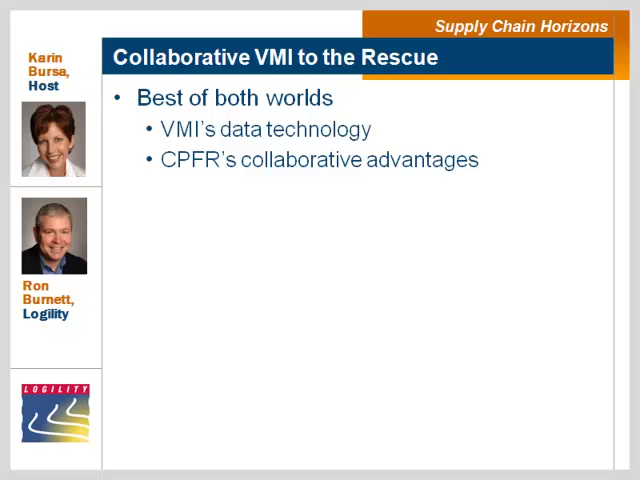 Supply Chain Horizons
Karin
Bursa,
Host
Collaborative VMI to the Rescue
• Best of both worlds
• VMI's data technology
• CPFR's collaborative advantages
Ron
Burnett,
Logility
LOGILITY